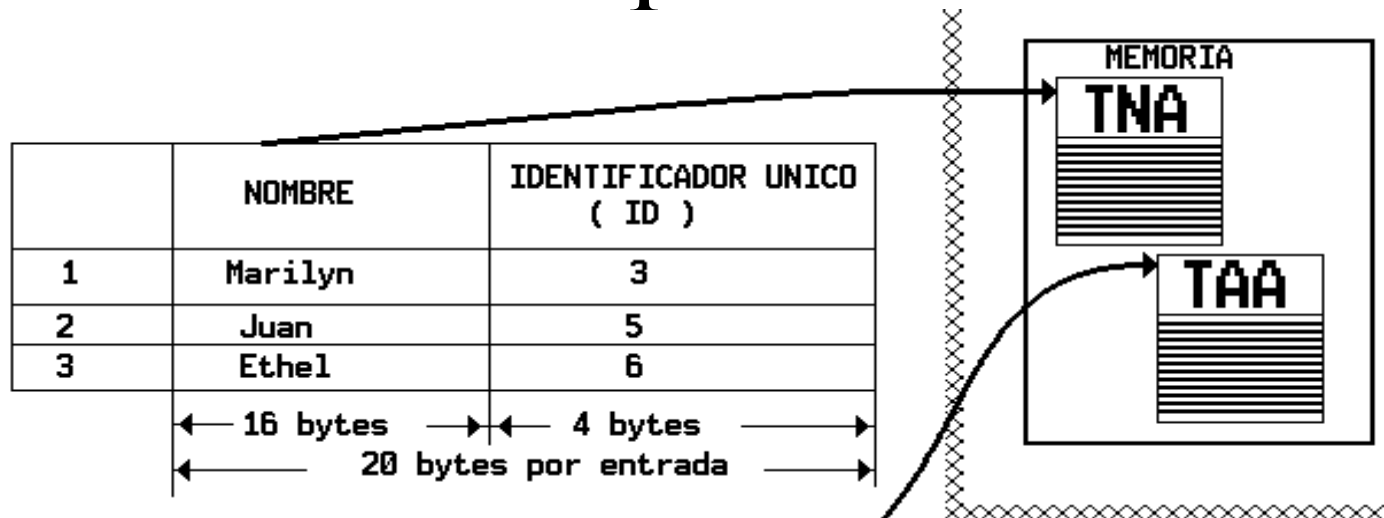 MEMORIA
TNA
TAA
NOMBRE IDENTIFICADOR UNICO
( ID )
1 Marilyn 3
2 Juan 5
3 Ethel 6
16 bytes 4 bytes
20 bytes por entrada